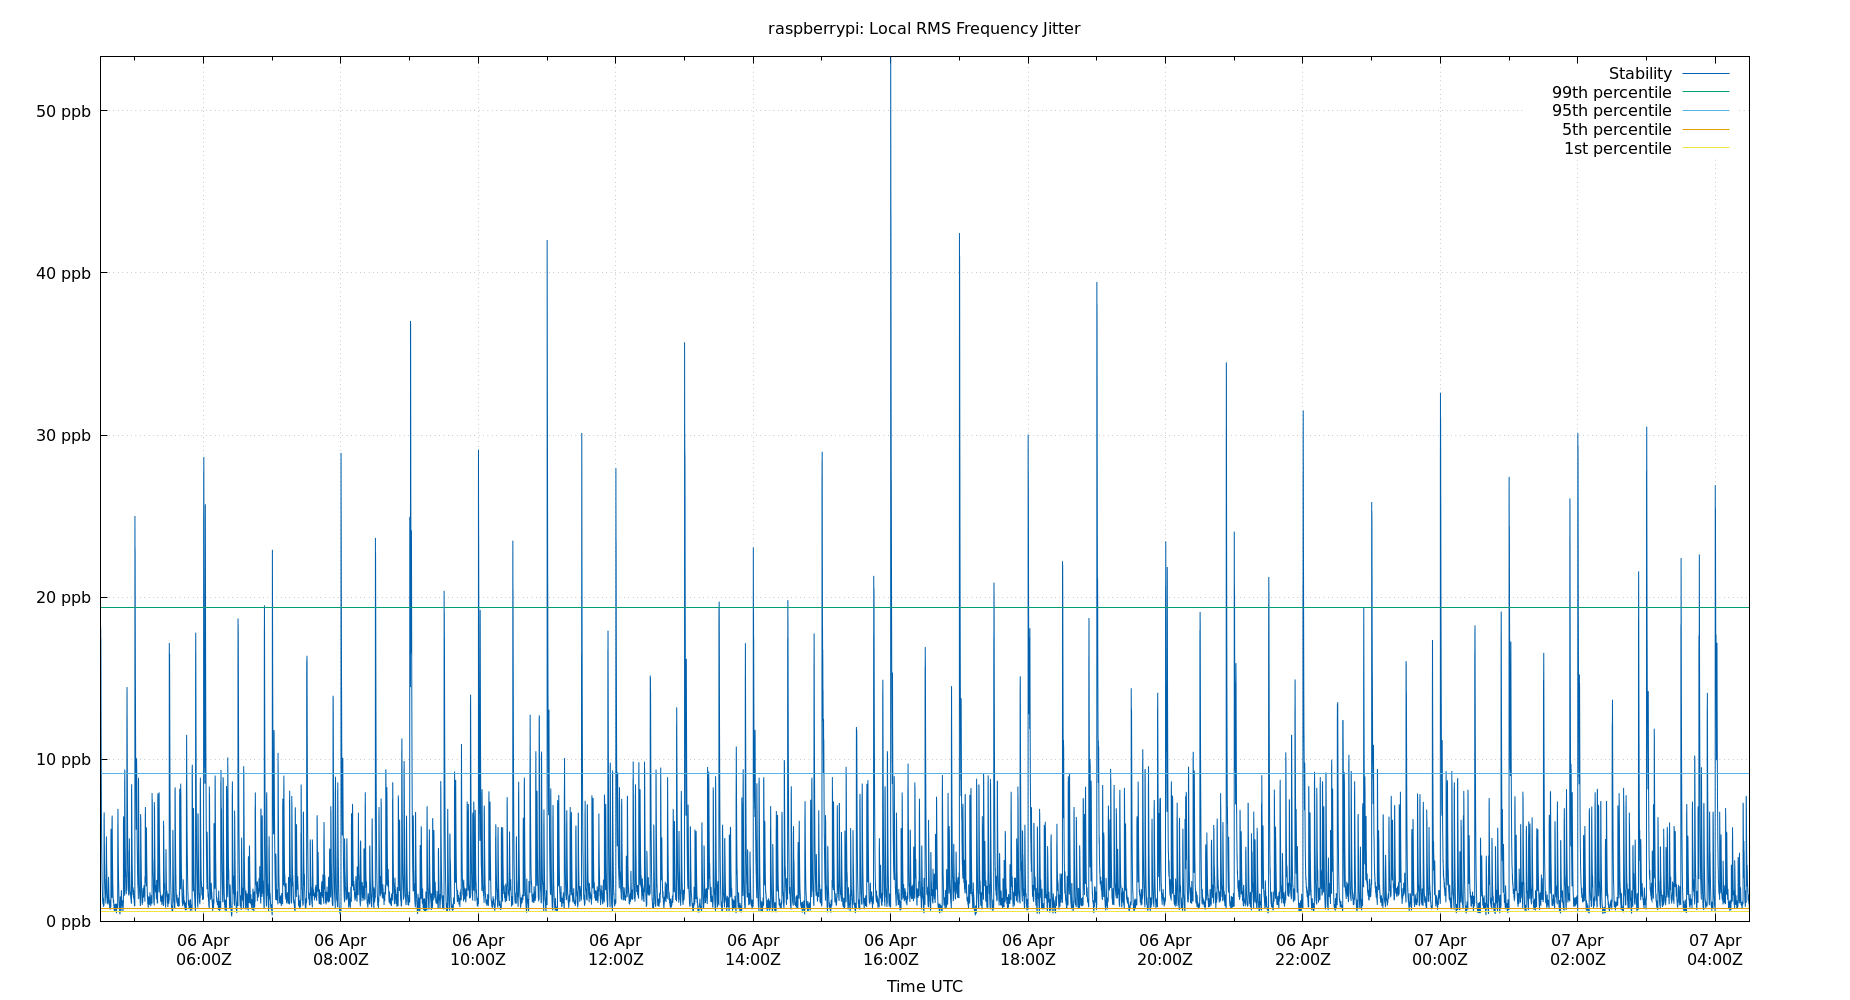 raspberrypi: Local RMS Frequency Jitter
Stability
99th percentile
95th percentile
5th percentile
1st percentile
50 ppb
40 ppb
30 ppb
20 ppb
10 ppb
0 ppb
06 Apr
06:00Z
06 Apr
08:00Z
06 Apr
10:00Z
06 Apr
12:00Z
06 Apr
14:00Z
06 Apr
16:00Z
06 Apr
18:00Z
06 Apr
20:00Z
06 Apr
22:00Z
07 Apr
00:00Z
07 Apr
02:00Z
07 Apr
04:00Z
Time UTC